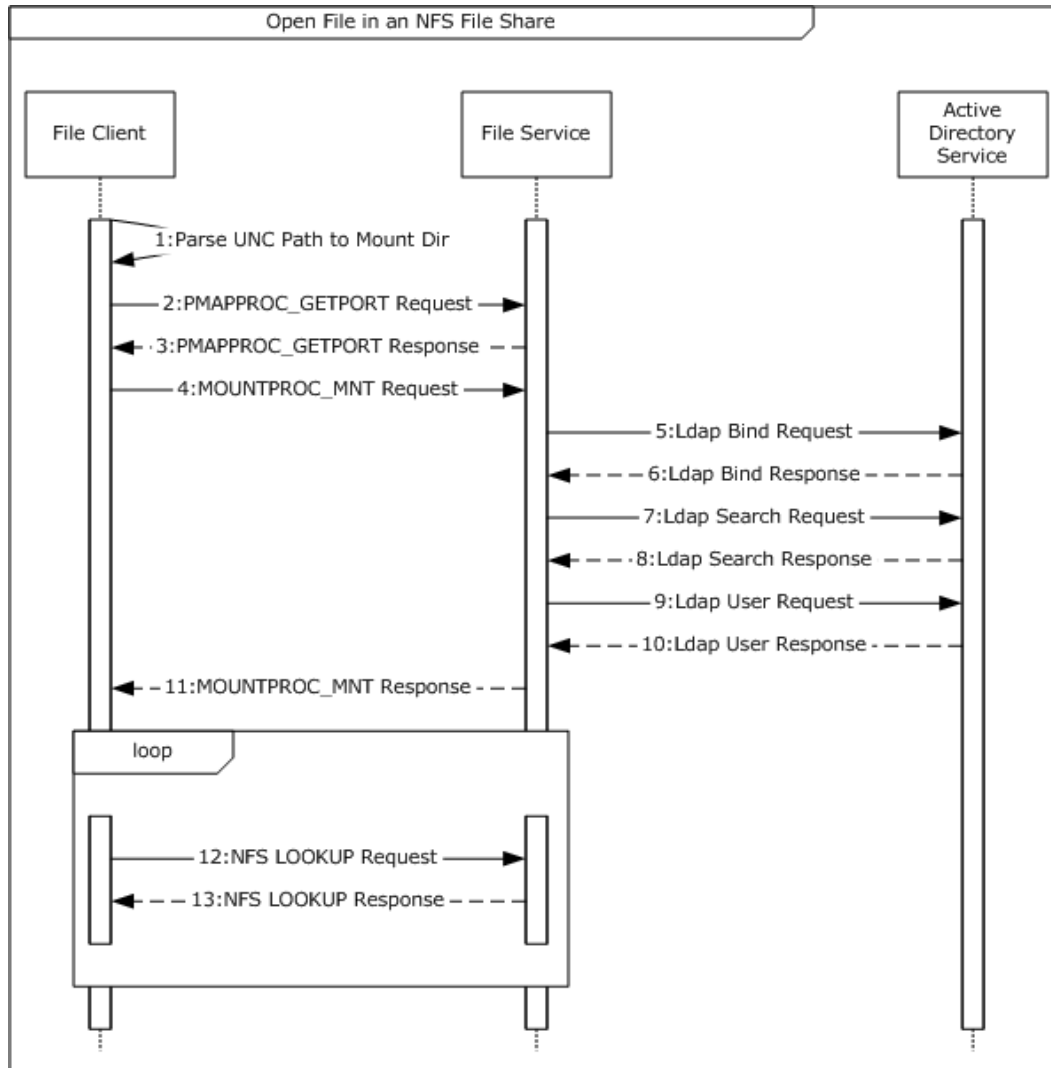 Open File in an NFS File Share
File Client
File Service
Active
Directory
Service
1:Parse UNC Path to Mount Dir
2:PMAPPROC_GETPORT Request
3:PMAPPROC_GETPORT Response
4:MOUNTPROC_MNT Request
5:Ldap Bind Request
6:Ldap Bind Response
7:Ldap Search Request
8:Ldap Search Response
9:Ldap User Request
10:Ldap User Response
11:MOUNTPROC_MNT Response
loop
12:NFS LOOKUP Request
13:NFS LOOKUP Response